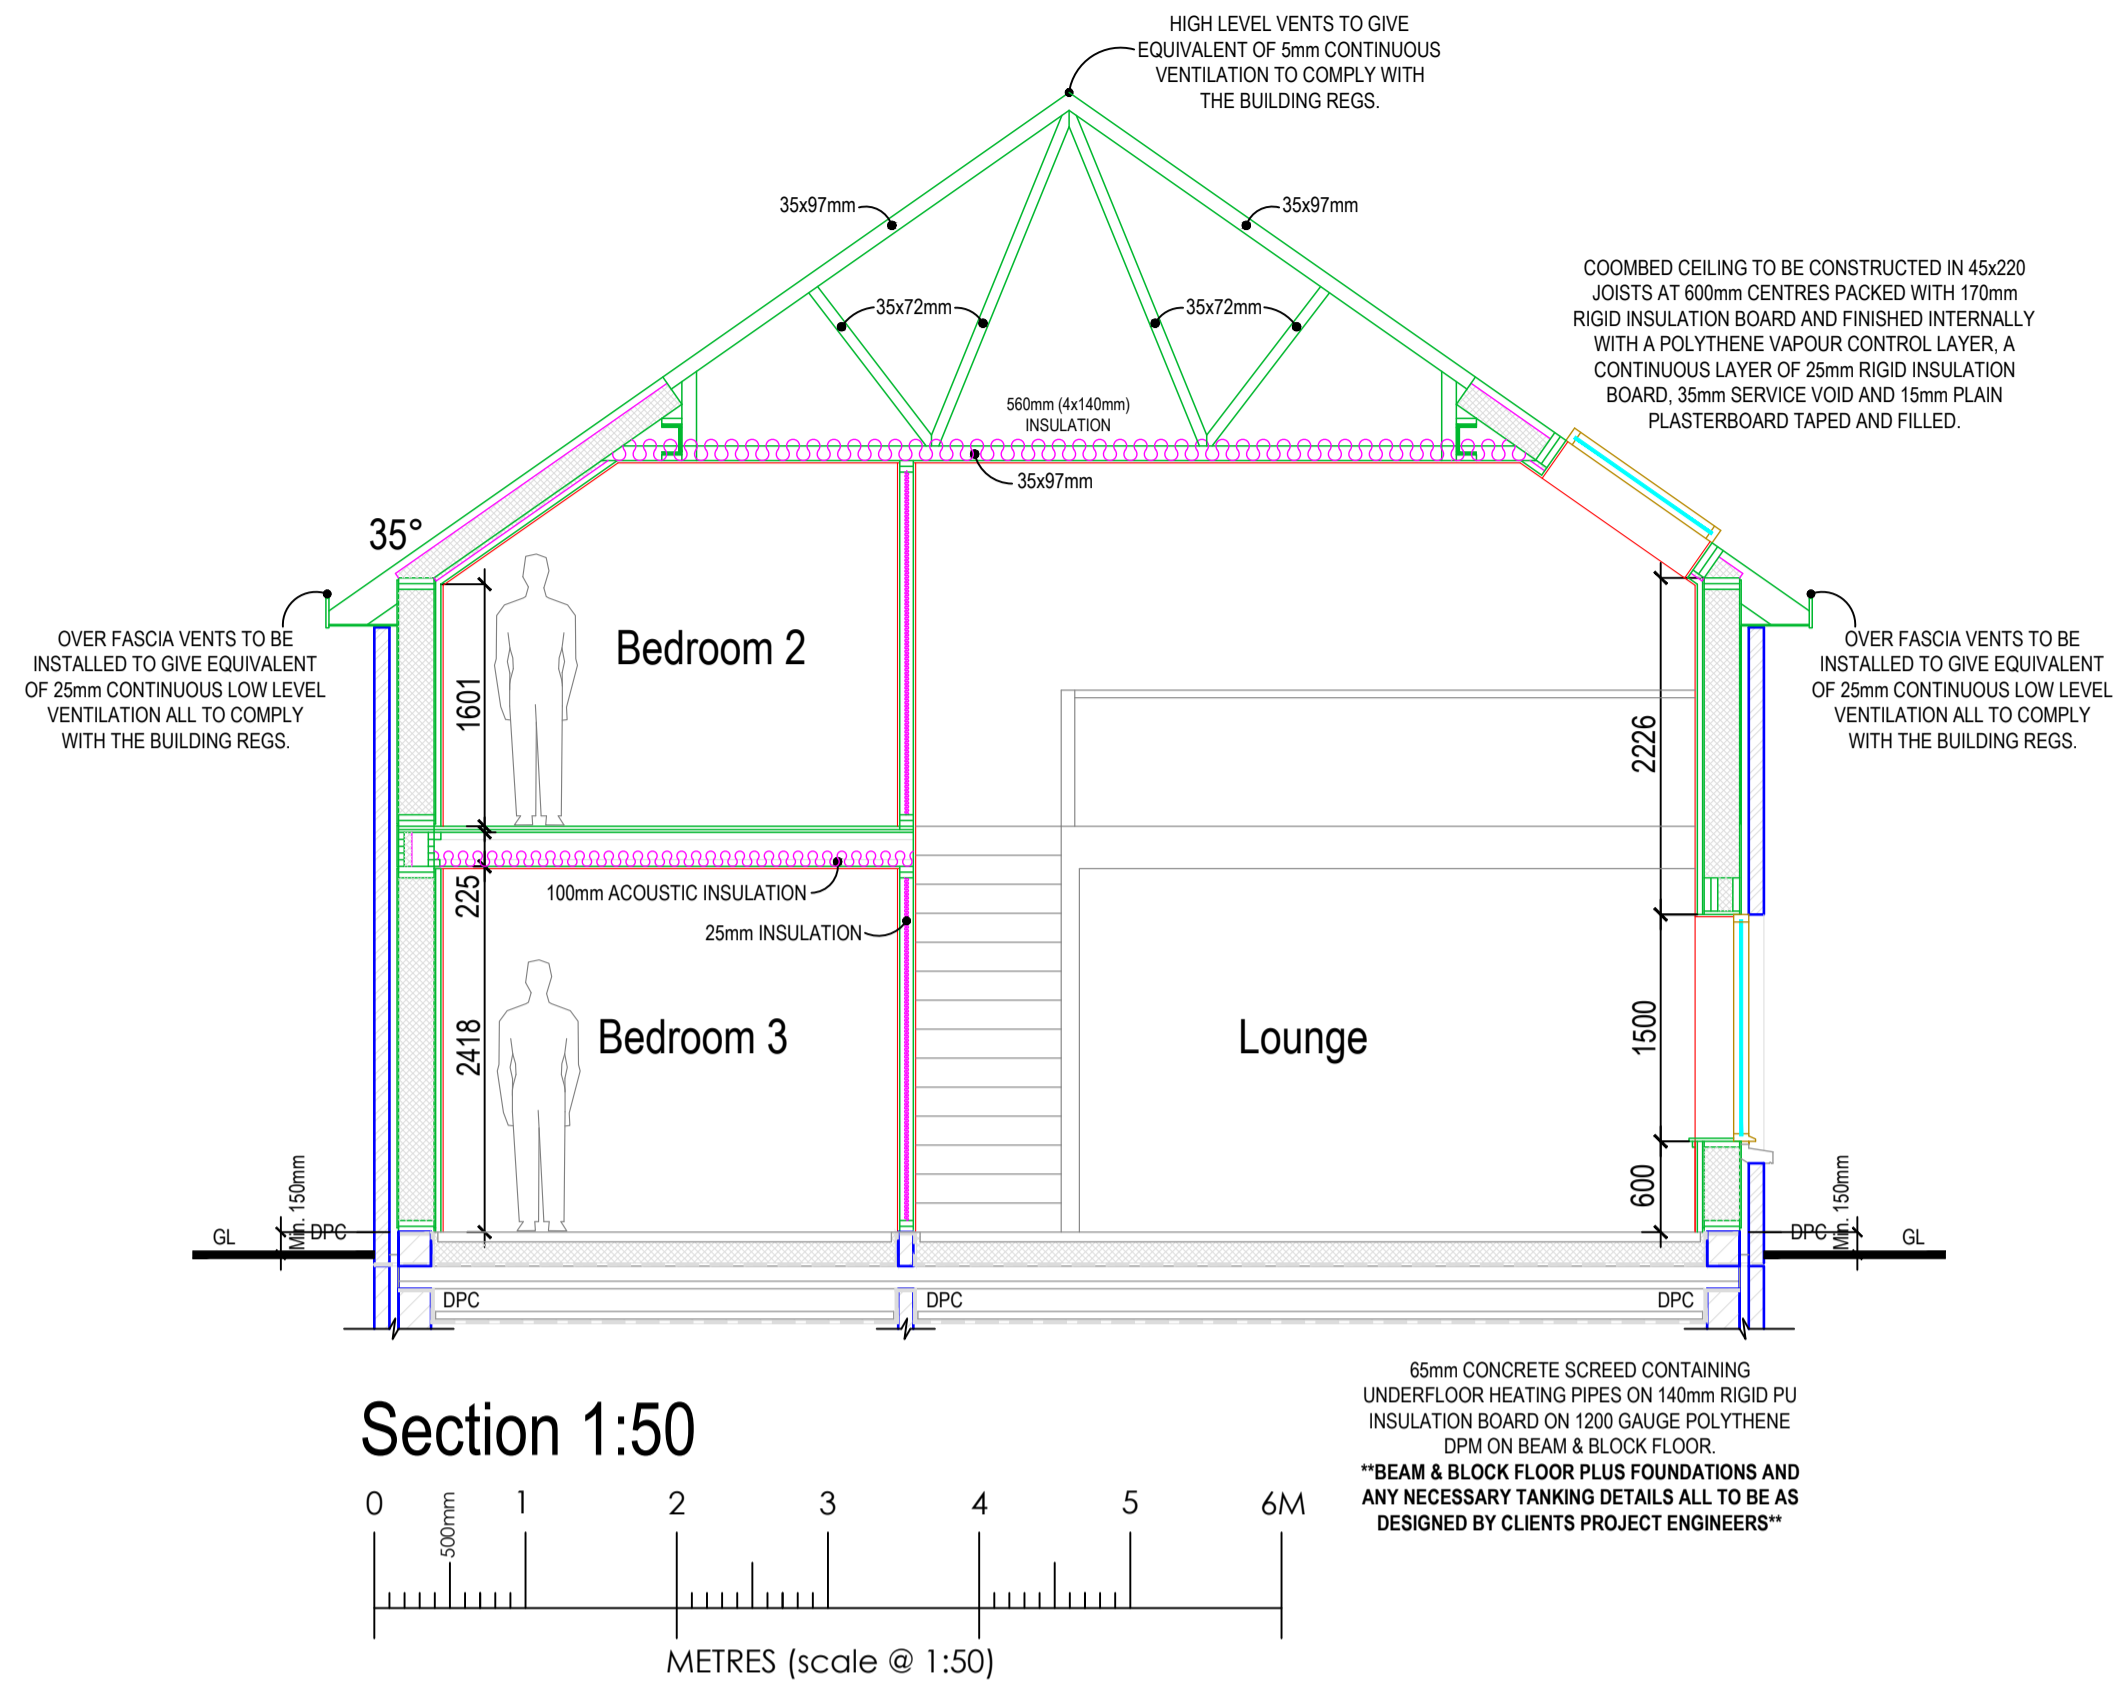 HIGH LEVEL VENTS TO GIVE
EQUIVALENT OF 5mm CONTINUOUS
VENTILATION TO COMPLY WITH
THE BUILDING REGS.
35x97mm
35x97mm
COOMBED CEILING TO BE CONSTRUCTED IN 45x220
JOISTS AT 600mm CENTRES PACKED WITH 170mm
RIGID INSULATION BOARD AND FINISHED INTERNALLY
WITH A POLYTHENE VAPOUR CONTROL LAYER, A
CONTINUOUS LAYER OF 25mm RIGID INSULATION
BOARD, 35mm SERVICE VOID AND 15mm PLAIN
PLASTERBOARD TAPED AND FILLED.
35x72mm
35x72mm
560mm (4x140mm)
INSULATION
35x97mm
35°
OVER FASCIA VENTS TO BE
INSTALLED TO GIVE EQUIVALENT
OF 25mm CONTINUOUS LOW LEVEL
VENTILATION ALL TO COMPLY
WITH THE BUILDING REGS.
1601
Bedroom 2
2226
OVER FASCIA VENTS TO BE
INSTALLED TO GIVE EQUIVALENT
OF 25mm CONTINUOUS LOW LEVEL
VENTILATION ALL TO COMPLY
WITH THE BUILDING REGS.
225
100mm ACOUSTIC INSULATION
25mm INSULATION
2418
Bedroom 3
Lounge
1500
600
GL
Min. 150mm
DPC
DPC
Min. 150mm
GL
DPC
DPC
DPC
65mm CONCRETE SCREED CONTAINING
UNDERFLOOR HEATING PIPES ON 140mm RIGID PU
INSULATION BOARD ON 1200 GAUGE POLYTHENE
DPM ON BEAM & BLOCK FLOOR.
**BEAM & BLOCK FLOOR PLUS FOUNDATIONS AND
ANY NECESSARY TANKING DETAILS ALL TO BE AS
DESIGNED BY CLIENTS PROJECT ENGINEERS**
Section 1:50
0 500mm 1 2 3 4 5 6M
METRES (scale @ 1:50)